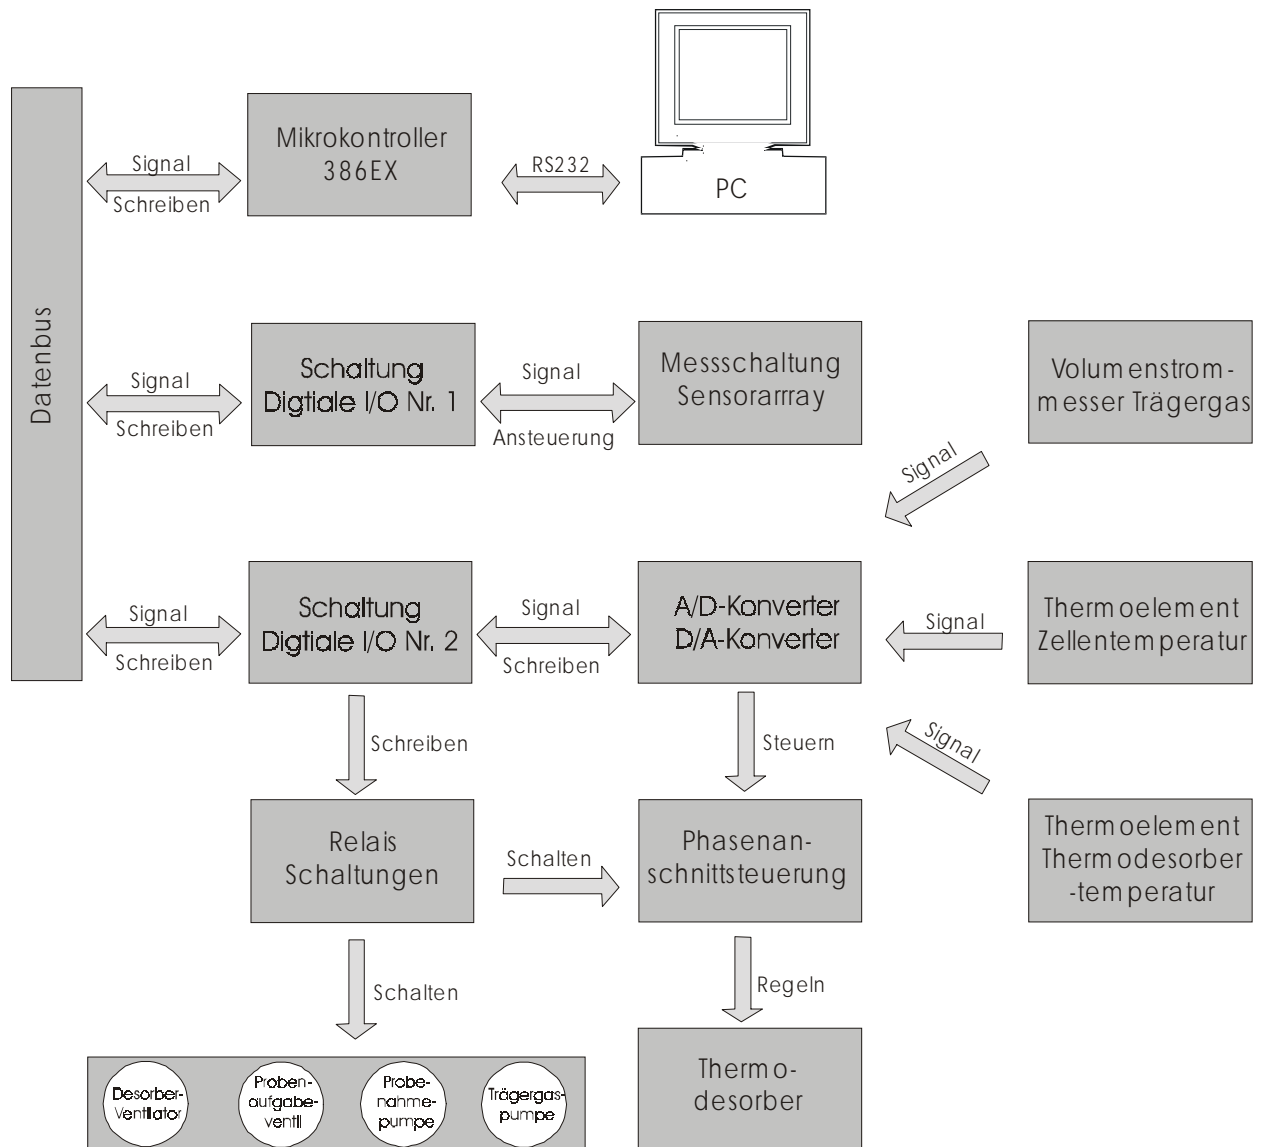 Mikrokontroller
386EX
Signal
Schreiben
RS232
PC
Datenbus
Signal
Schreiben
Schaltung
Digtiale I/O Nr. 1
Signal
Ansteuerung
Messschaltung
Sensorarrray
Volumenstrom-
messer Trägergas
Signal
Signal
Schreiben
Schaltung
Digtiale I/O Nr. 2
Signal
Schreiben
A/D-Konverter
D/A-Konverter
Signal
Thermoelement
Zellentemperatur
Schreiben
Steuern
Signal
Relais
Schaltungen
Schalten
Phasenan-
schnittsteuerung
Thermoelement
Thermodesorber
-temperatur
Schalten
Regeln
Desorber-
Ventilator
Proben-
aufgabe-
ventil
Probe-
nahme-
pumpe
Trägergas-
pumpe
Thermo-
desorber